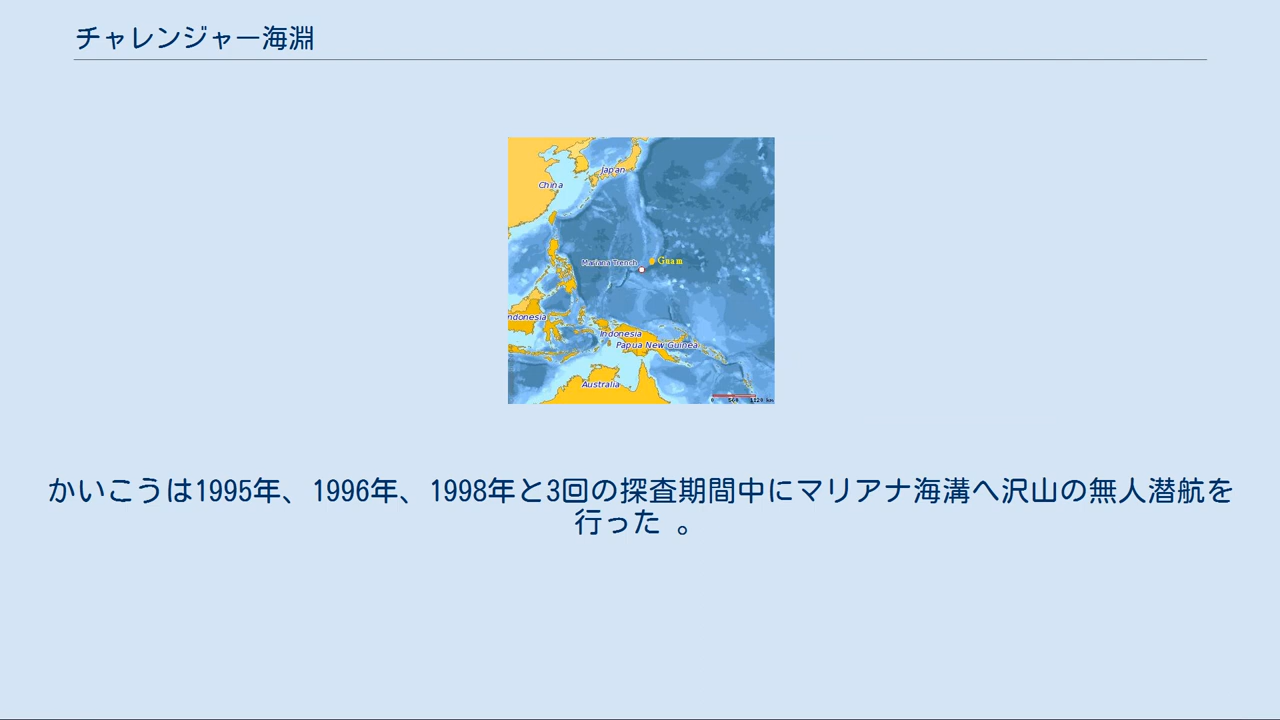 チャレンジャー海淵
Japan
China
Mariana Trench
Guam
ndonesia
Indonesia
Papua New Guinea
Australia
かいこうは1995年、1996年、1998年と3回の探査期間中にマリアナ海溝へ沢山の無人潜航を
行った 。